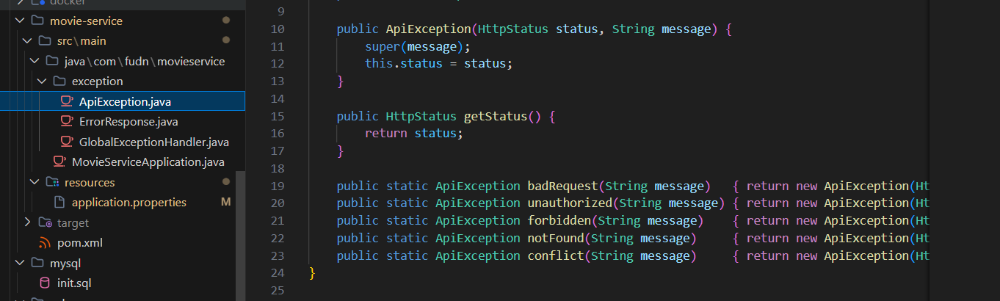 docker
movie-service
src\main
java\com\fudn\movieservice
exception
ApiException.java
ErrorResponse.java
GlobalExceptionHandler.java
MovieServiceApplication.java
resources
application.properties M
target
pom.xml
mysql
init.sql
9
10 public ApiException(HttpStatus status, String message) {
11 super(message);
12 this.status = status;
13 }
14
15 public HttpStatus getStatus() {
16 return status;
17 }
18
19 public static ApiException badRequest(String message) { return new ApiException(Ht
20 public static ApiException unauthorized(String message) { return new ApiException(Ht
21 public static ApiException forbidden(String message) { return new ApiException(Ht
22 public static ApiException notFound(String message) { return new ApiException(Ht
23 public static ApiException conflict(String message) { return new ApiException(Ht
24 }
25